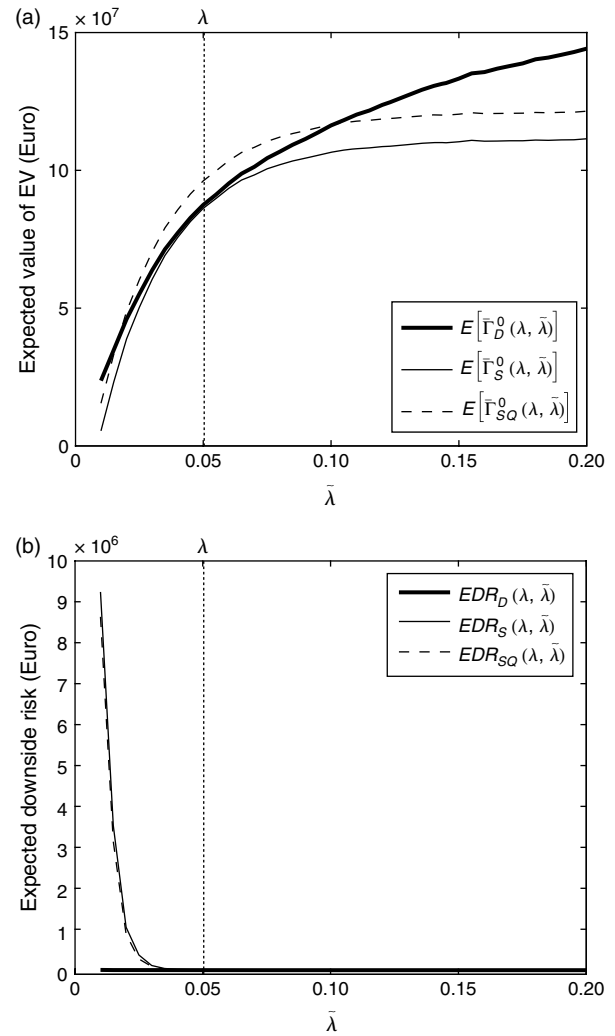 (a)
× 10⁷
λ
15
10
5
0
Expected value of EV (Euro)
E[Γ̄⁰_D (λ, λ̃)]
E[Γ̄⁰_S (λ, λ̃)]
E[Γ̄⁰_SQ (λ, λ̃)]
0 0.05 0.10 0.15 0.20
λ̃
(b)
× 10⁶
λ
10
9
8
7
6
5
4
3
2
1
0
Expected downside risk (Euro)
EDR_D (λ, λ̃)
EDR_S (λ, λ̃)
EDR_SQ (λ, λ̃)
0 0.05 0.10 0.15 0.20
λ̃